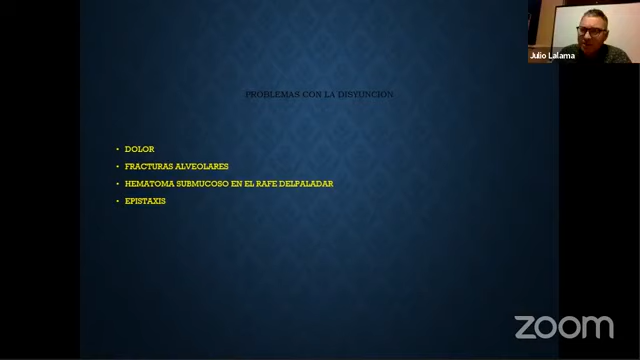 Julio Lalama
PROBLEMAS CON LA DISYUNCION
• DOLOR
• FRACTURAS ALVEOLARES
• HEMATOMA SUBMUCOSO EN EL RAFE DELPALADAR
• EPISTAXIS
zoom